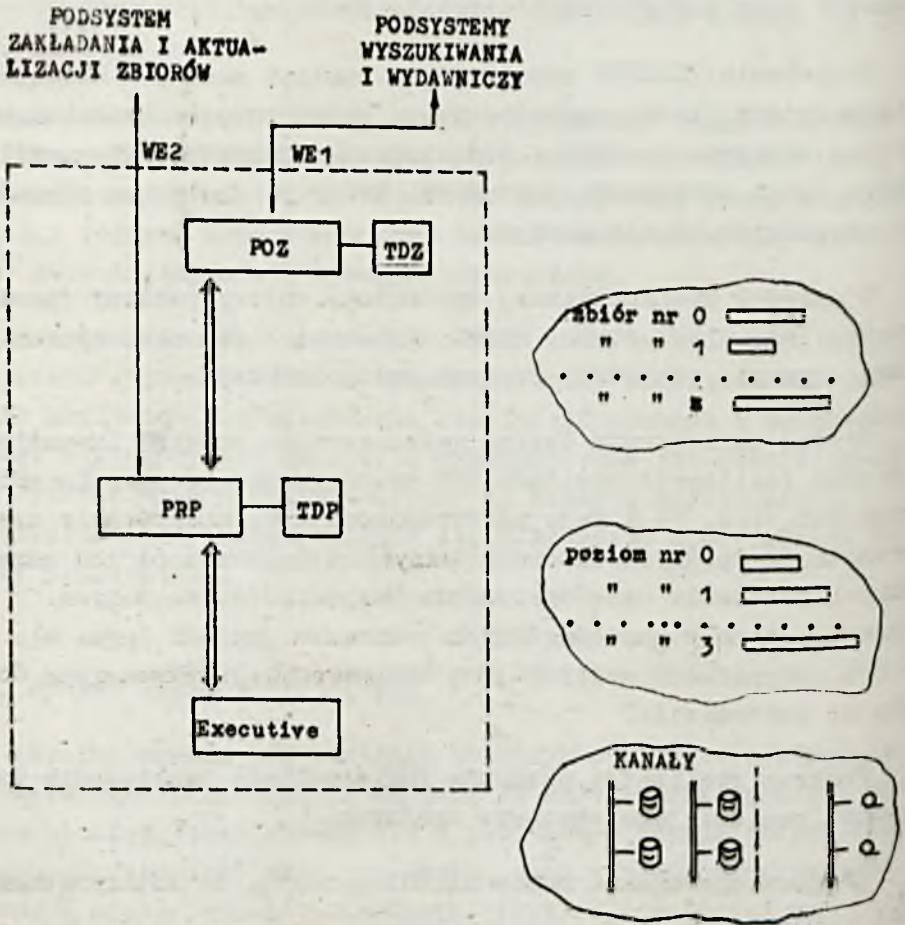 PODSYSTEM
ZAKŁADANIA I AKTUA-
LIZACJI ZBIORÓW
PODSYSTEMY
WYSZUKIWANIA
I WYDAWNICZY
WE2
WE1
POZ
TDZ
zbiór nr 0
" " 1
" "
PRP
TDP
poziom nr 0
" " 1
" " 3
Executive
KANAŁY